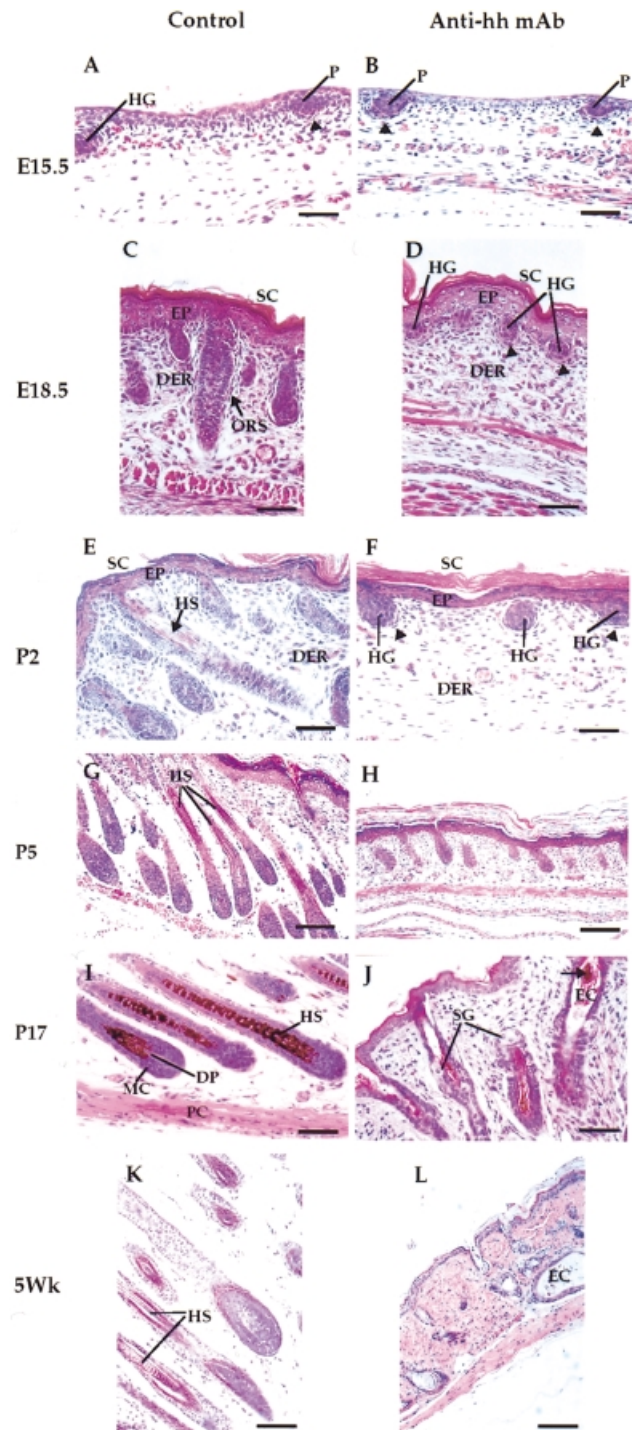 Control
Anti-hh mAb
E15.5
A
HG
P
B
P
P
E18.5
C
SC
EP
DER
ORS
D
HG
SC
EP
HG
DER
P2
E
SC
EP
HS
DER
F
SC
EP
HG
HG
HG
DER
P5
G
HS
H
P17
I
HS
DP
MC
PC
J
EC
SG
5Wk
K
HS
L
EC